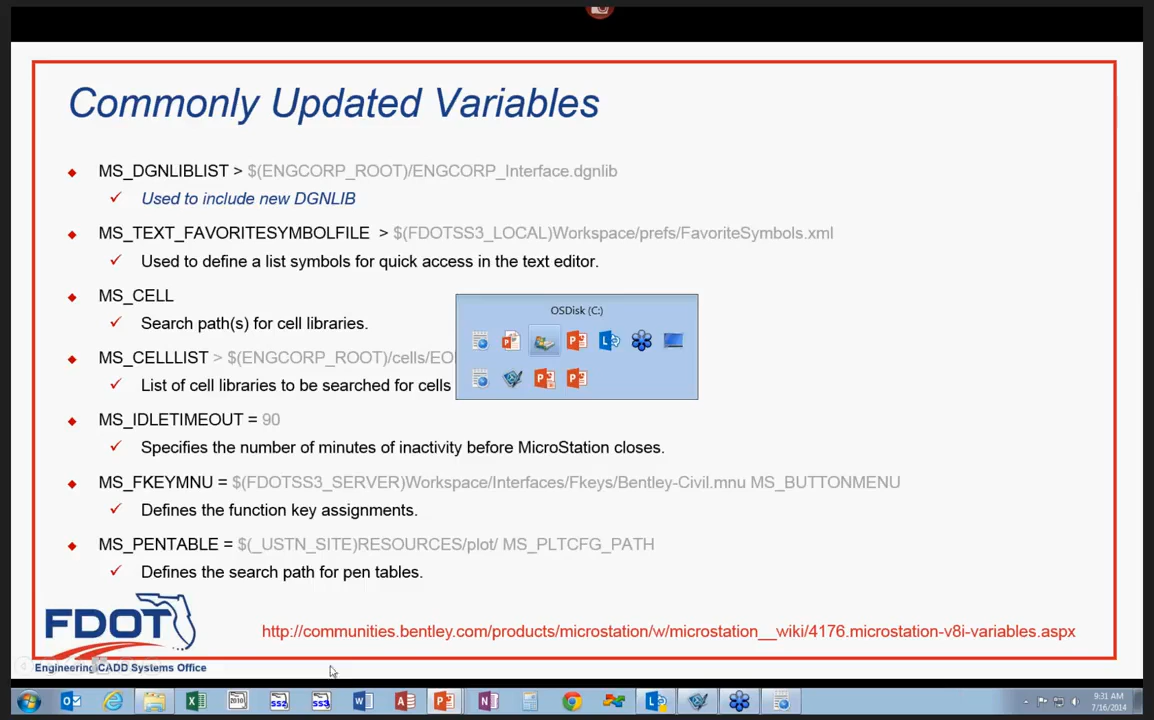 Commonly Updated Variables
MS_DGNLIBLIST > $(ENGCORP_ROOT)/ENGCORP_Interface.dgnlib
Used to include new DGNLIB
MS_TEXT_FAVORITESYMBOLFILE > $(FDOTSS3_LOCAL)Workspace/prefs/FavoriteSymbols.xml
Used to define a list symbols for quick access in the text editor.
MS_CELL
Search path(s) for cell libraries.
OSDisk (C:)
MS_CELLLIST > $(ENGCORP_ROOT)/cells/EO
List of cell libraries to be searched for cells
MS_IDLETIMEOUT = 90
Specifies the number of minutes of inactivity before MicroStation closes.
MS_FKEYMNU = $(FDOTSS3_SERVER)Workspace/Interfaces/Fkeys/Bentley-Civil.mnu MS_BUTTONMENU
Defines the function key assignments.
MS_PENTABLE = $(_USTN_SITE)RESOURCES/plot/ MS_PLTCFG_PATH
Defines the search path for pen tables.
FDOT
http://communities.bentley.com/products/microstation/w/microstation__wiki/4176.microstation-v8i-variables.aspx
Engineering/CADD Systems Office
2010
SS2
SS3
9:31 AM
7/16/2014